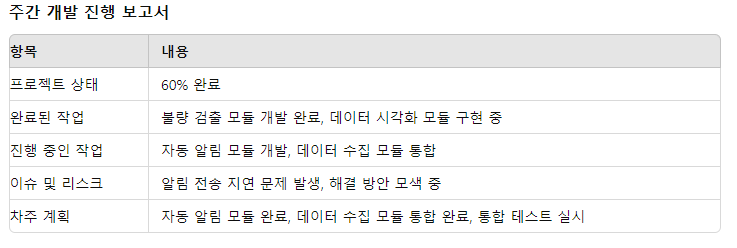 주간 개발 진행 보고서
항목 내용
프로젝트 상태 60% 완료
완료된 작업 불량 검출 모듈 개발 완료, 데이터 시각화 모듈 구현 중
진행 중인 작업 자동 알림 모듈 개발, 데이터 수집 모듈 통합
이슈 및 리스크 알림 전송 지연 문제 발생, 해결 방안 모색 중
차주 계획 자동 알림 모듈 완료, 데이터 수집 모듈 통합 완료, 통합 테스트 실시